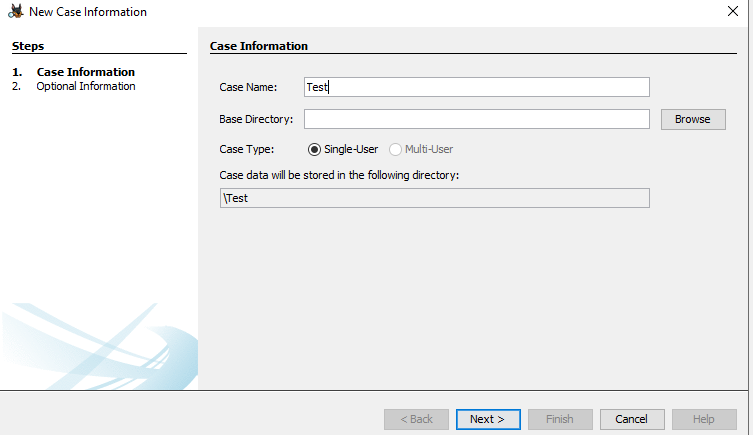 New Case Information
Steps
1. Case Information
2. Optional Information
Case Information
Case Name: Test
Base Directory: Browse
Case Type: Single-User Multi-User
Case data will be stored in the following directory:
\Test
< Back Next > Finish Cancel Help